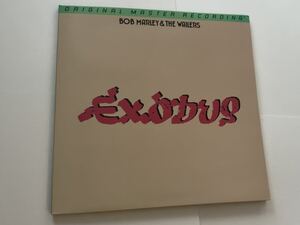 ORIGINAL MASTER RECORDING
BOB MARLEY & THE WAILERS
EXODUS